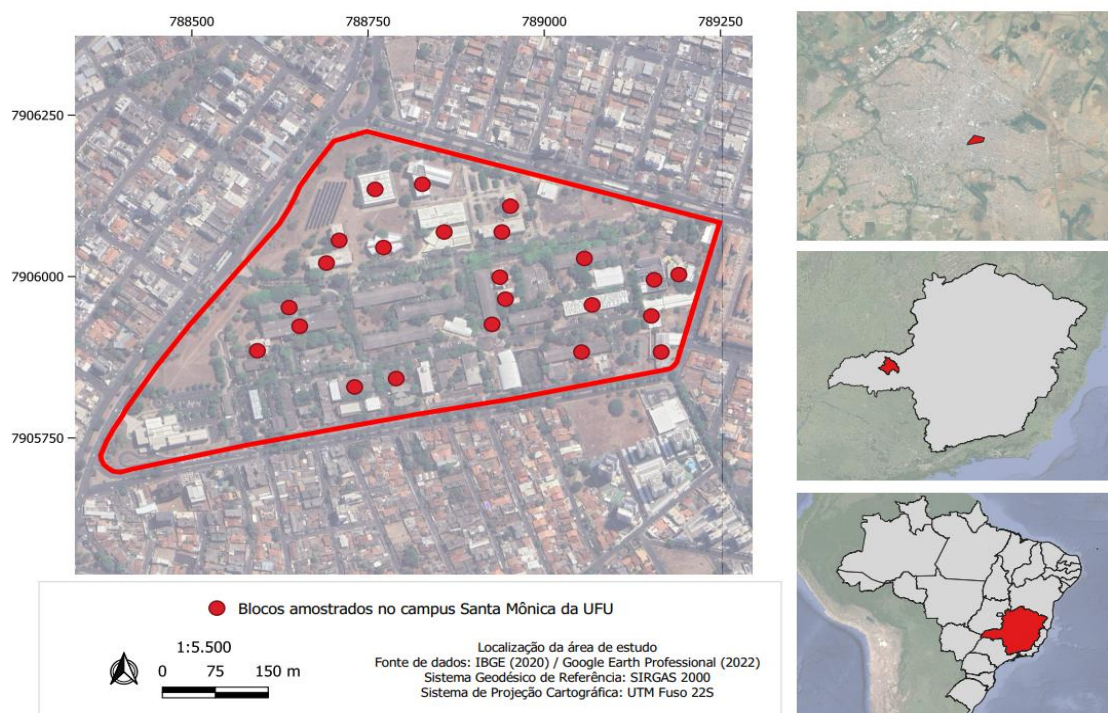 788500
788750
789000
789250
7906250
7906000
7905750
Blocos amostrados no campus Santa Mônica da UFU
1:5.500
0 75 150 m
Localização da área de estudo
Fonte de dados: IBGE (2020) / Google Earth Professional (2022)
Sistema Geodésico de Referência: SIRGAS 2000
Sistema de Projeção Cartográfica: UTM Fuso 22S